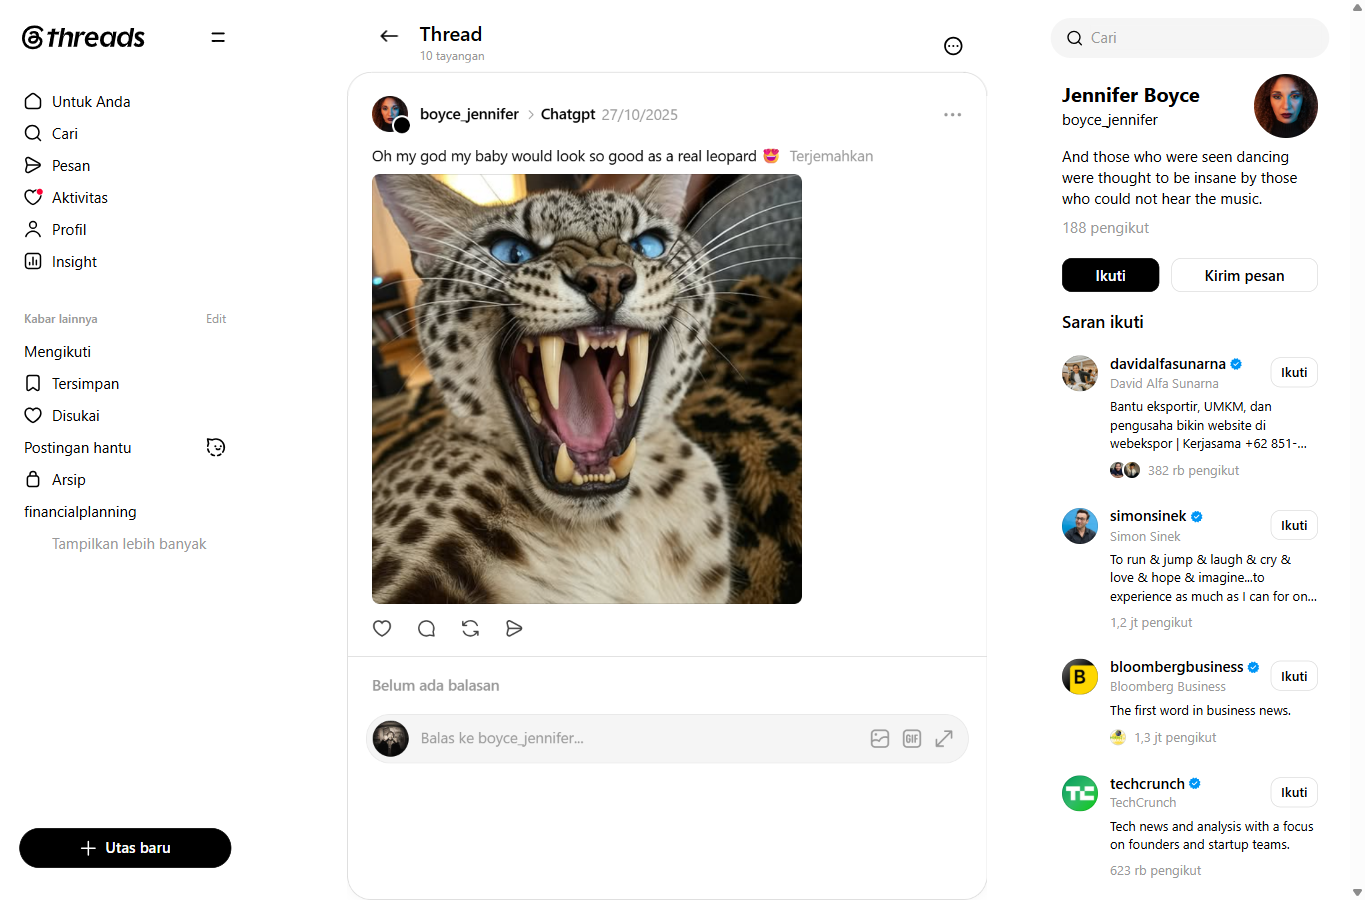 threads
Untuk Anda
Cari
Pesan
Aktivitas
Profil
Insight
Kabar lainnya
Edit
Mengikuti
Tersimpan
Disukai
Postingan hantu
Arsip
financialplanning
Tampilkan lebih banyak
Utas baru
Thread
10 tayangan
boyce_jennifer > Chatgpt 27/10/2025
Oh my god my baby would look so good as a real leopard 😍 Terjemahkan
Belum ada balasan
Balas ke boyce_jennifer...
GIF
Cari
Jennifer Boyce
boyce_jennifer
And those who were seen dancing
were thought to be insane by those
who could not hear the music.
188 pengikut
Ikuti
Kirim pesan
Saran ikuti
davidalfasunarna
David Alfa Sunarna
Ikuti
Bantu eksportir, UMKM, dan
pengusaha bikin website di
webekspor | Kerjasama +62 851-...
382 rb pengikut
simonsinek
Simon Sinek
Ikuti
To run & jump & laugh & cry &
love & hope & imagine...to
experience as much as I can for on...
1,2 jt pengikut
B
bloombergbusiness
Bloomberg Business
Ikuti
The first word in business news.
1,3 jt pengikut
TC
techcrunch
TechCrunch
Ikuti
Tech news and analysis with a focus
on founders and startup teams.
623 rb pengikut